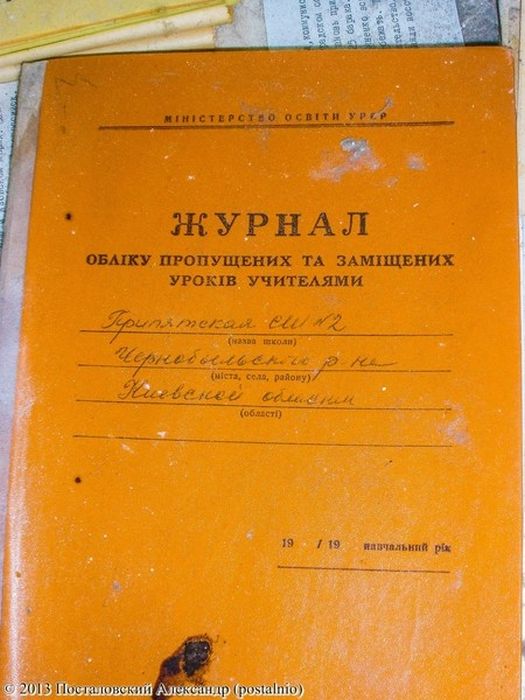 МІНІСТЕРСТВО ОСВІТИ УРСР
ЖУРНАЛ
ОБЛІКУ ПРОПУЩЕНИХ ТА ЗАМІЩЕНИХ
УРОКІВ УЧИТЕЛЯМИ
Припятская СШ №2
(назва школи)
Чернобыльского р-на
(міста, села, району)
Киевской области
(області)
19 /19 навчальний рік
© 2013 Посталовский Александр (postalnio)